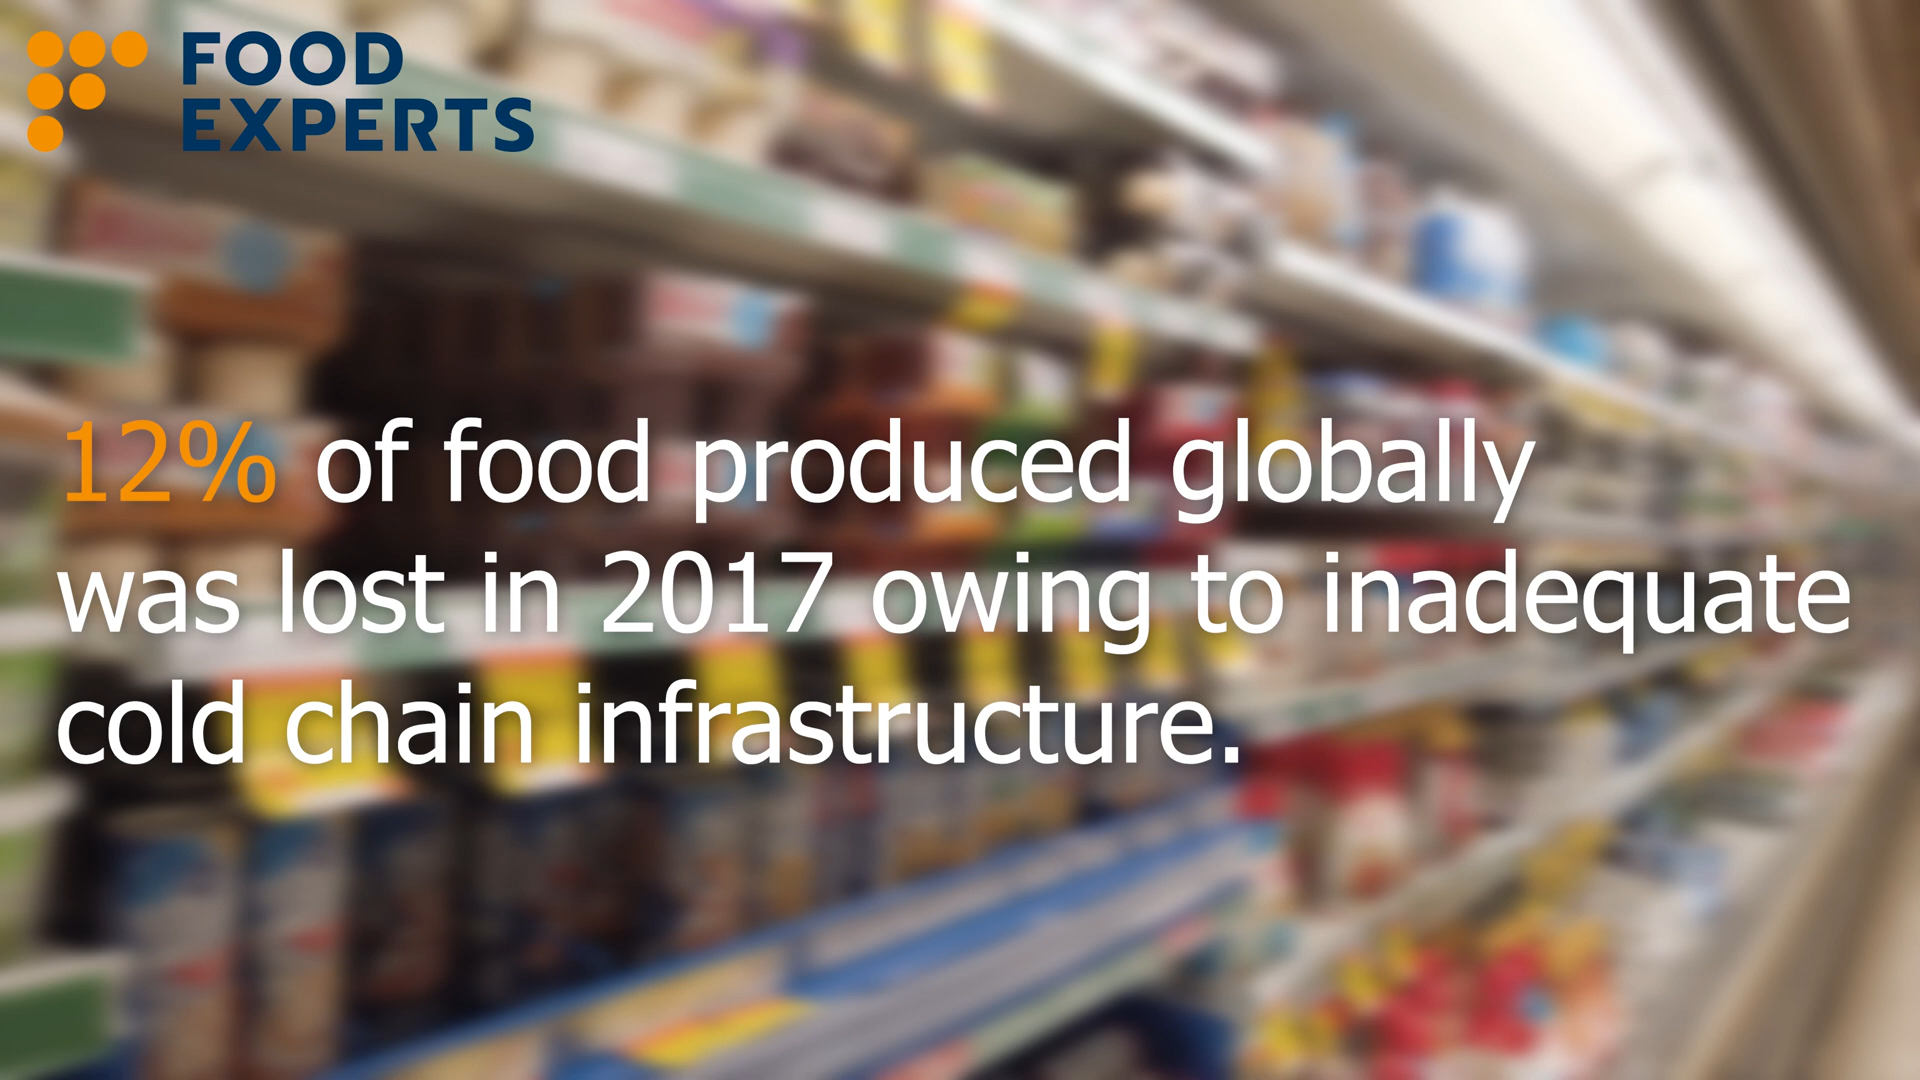 FOOD
EXPERTS
12% of food produced globally
was lost in 2017 owing to inadequate
cold chain infrastructure.